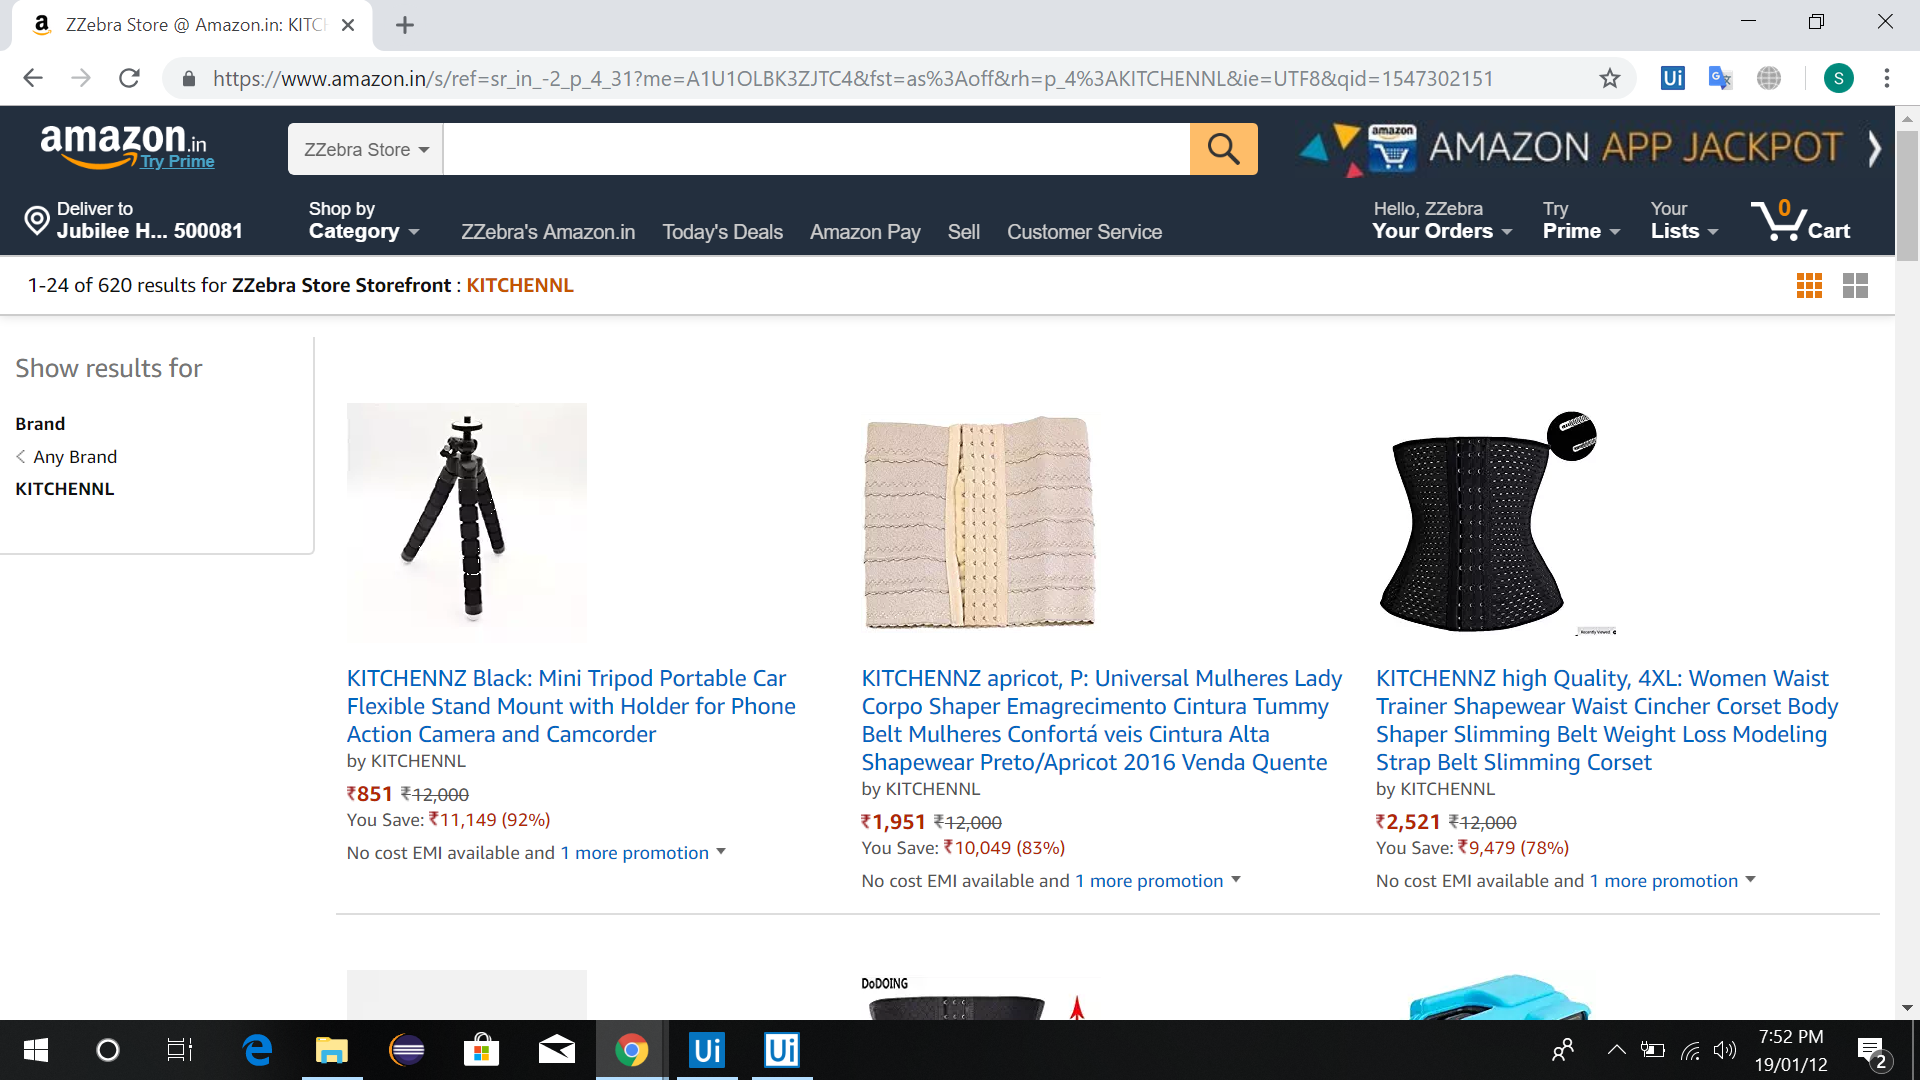 ZZebra Store @ Amazon.in: KITCH
https://www.amazon.in/s/ref=sr_in_-2_p_4_31?me=A1U1OLBK3ZJTC4&fst=as%3Aoff&rh=p_4%3AKITCHENNL&ie=UTF8&qid=1547302151
Ui
S
amazon.in
Try Prime
ZZebra Store
amazon
AMAZON APP JACKPOT
Deliver to
Jubilee H... 500081
Shop by
Category
ZZebra's Amazon.in
Today's Deals
Amazon Pay
Sell
Customer Service
Hello, ZZebra
Your Orders
Try
Prime
Your
Lists
0
Cart
1-24 of 620 results for ZZebra Store Storefront : KITCHENNL
Show results for
Brand
Any Brand
KITCHENNL
KITCHENNZ Black: Mini Tripod Portable Car
Flexible Stand Mount with Holder for Phone
Action Camera and Camcorder
by KITCHENNL
₹851 ₹12,000
You Save: ₹11,149 (92%)
No cost EMI available and 1 more promotion
KITCHENNZ apricot, P: Universal Mulheres Lady
Corpo Shaper Emagrecimento Cintura Tummy
Belt Mulheres Confortá veis Cintura Alta
Shapewear Preto/Apricot 2016 Venda Quente
by KITCHENNL
₹1,951 ₹12,000
You Save: ₹10,049 (83%)
No cost EMI available and 1 more promotion
Recently Viewed
KITCHENNZ high Quality, 4XL: Women Waist
Trainer Shapewear Waist Cincher Corset Body
Shaper Slimming Belt Weight Loss Modeling
Strap Belt Slimming Corset
by KITCHENNL
₹2,521 ₹12,000
You Save: ₹9,479 (78%)
No cost EMI available and 1 more promotion
DoDOING
Ui
Ui
7:52 PM
19/01/12
2